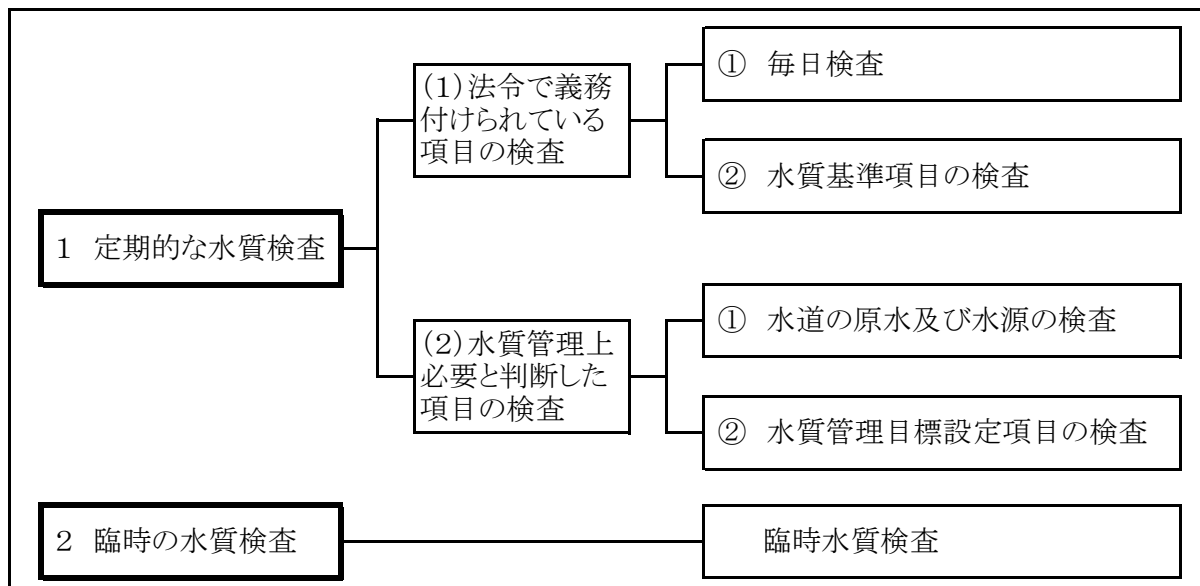 1 定期的な水質検査
(1)法令で義務
付けられている
項目の検査
① 毎日検査
② 水質基準項目の検査
(2)水質管理上
必要と判断した
項目の検査
① 水道の原水及び水源の検査
② 水質管理目標設定項目の検査
2 臨時の水質検査
臨時水質検査